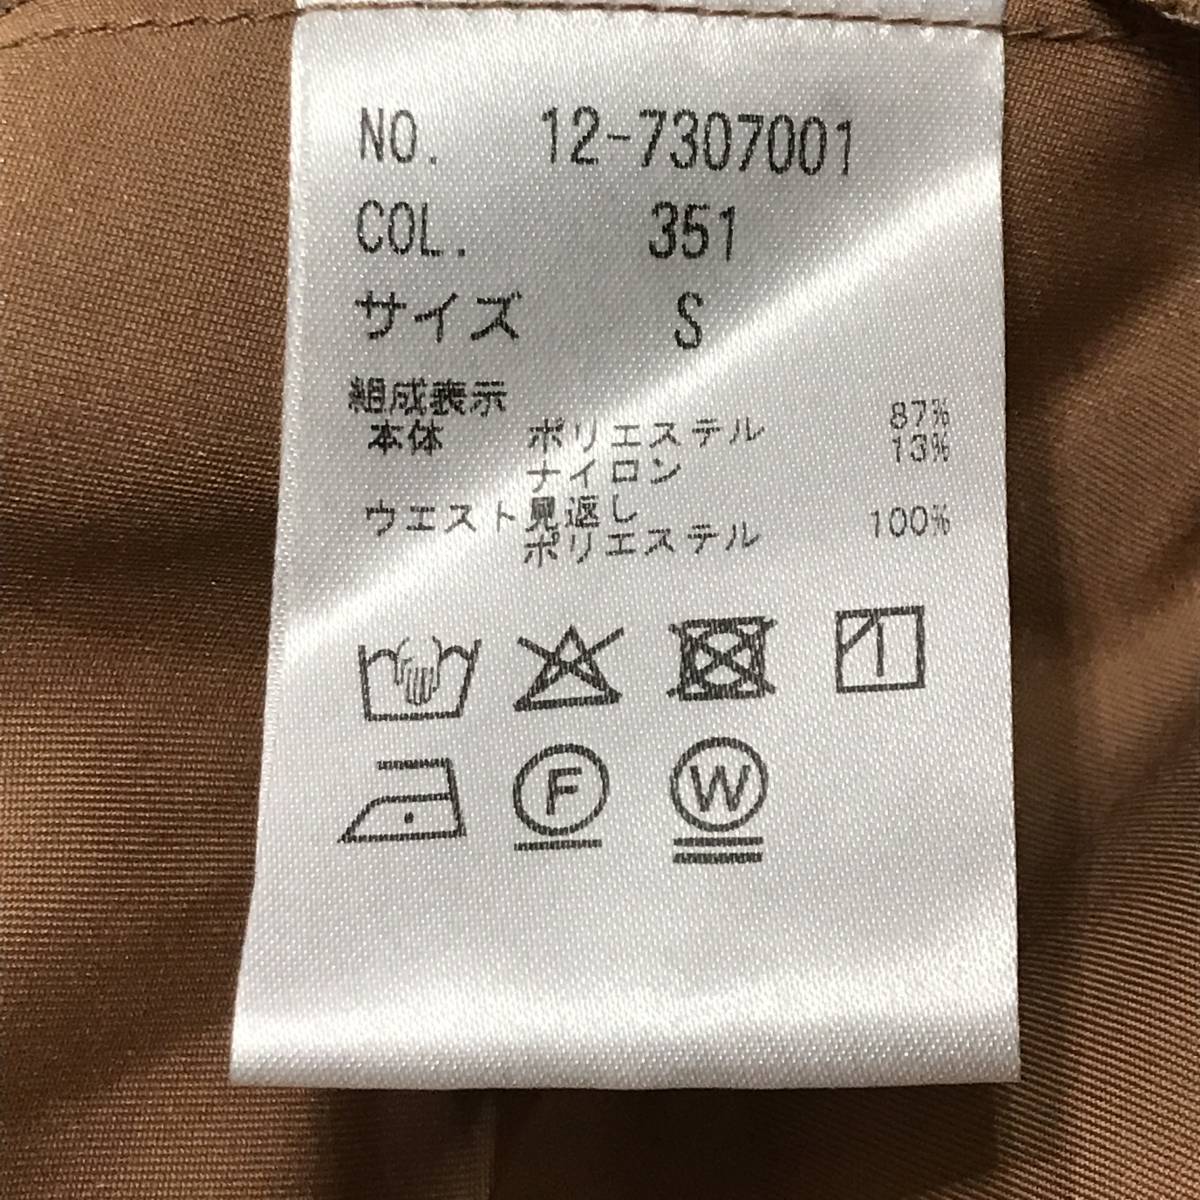 NO. 12-7307001
COL. 351
サイズ S
組成表示
本体 ポリエステル 87%
ナイロン 13%
ウエスト見返し
ポリエステル 100%
F
W